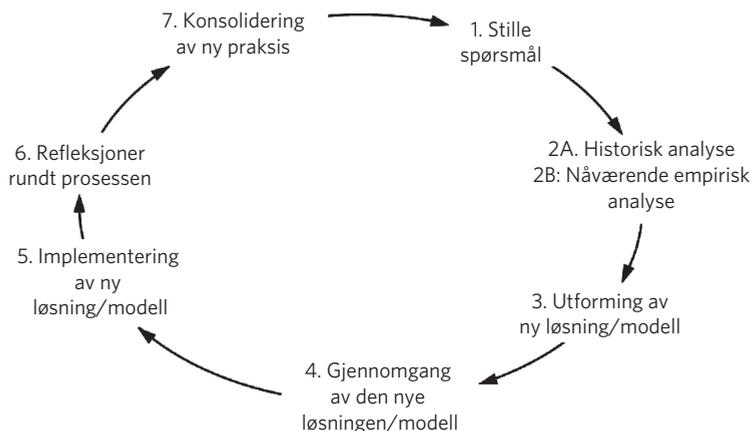 1. Stille
spørsmål
2A. Historisk analyse
2B: Nåværende empirisk
analyse
3. Utforming av
ny løsning/modell
4. Gjennomgang
av den nye
løsningen/modell
5. Implementering
av ny
løsning/modell
6. Refleksjoner
rundt prosessen
7. Konsolidering
av ny praksis